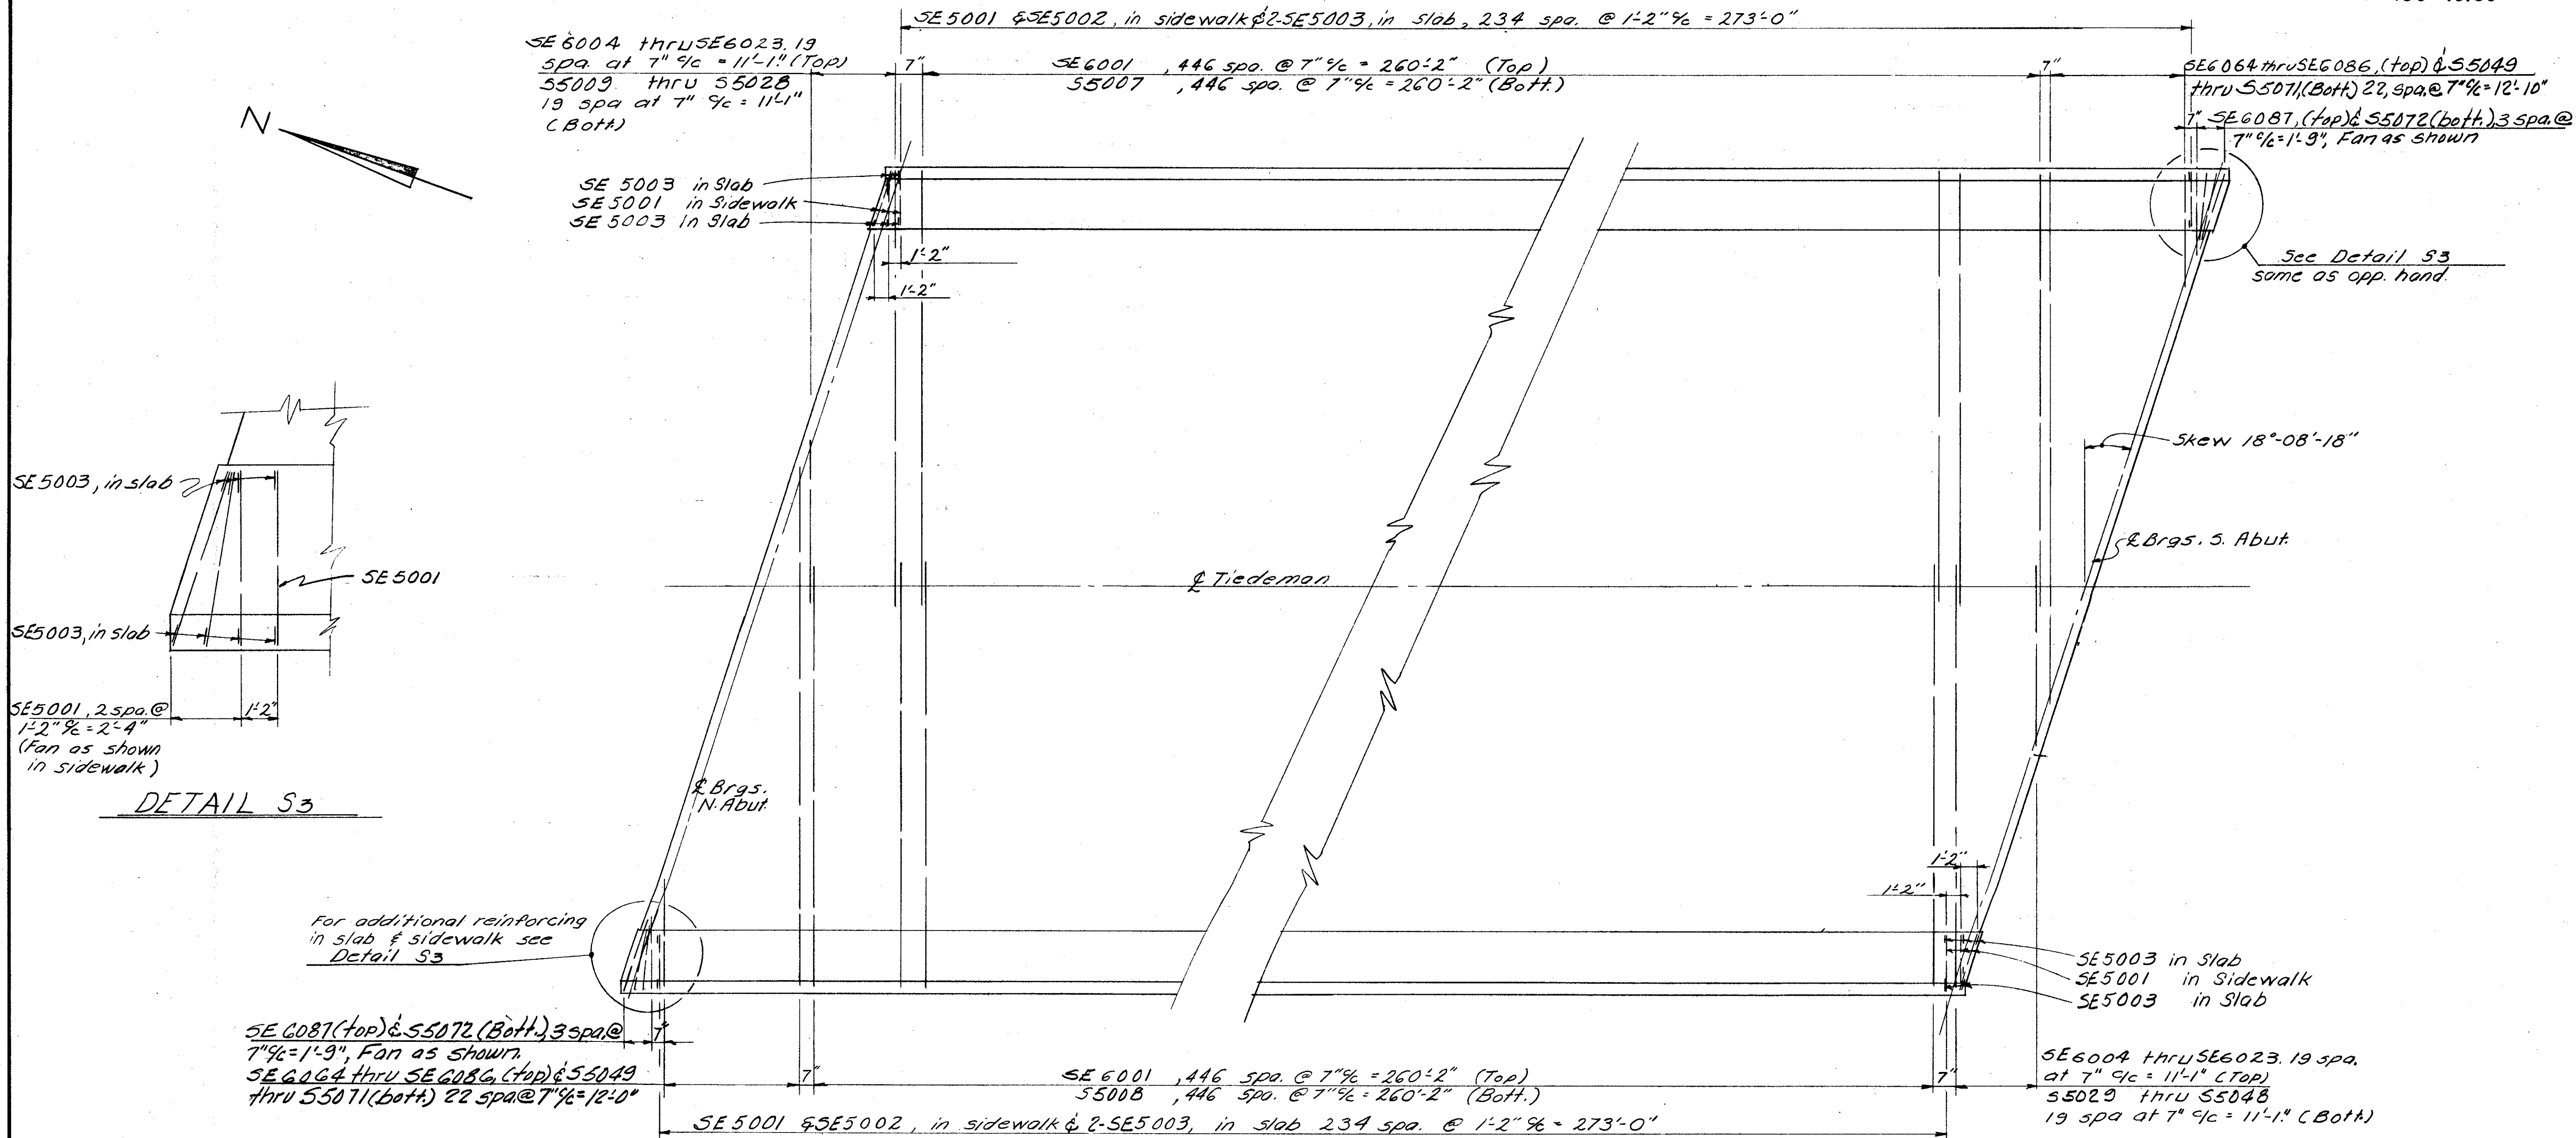 SE5001 & SE5002, in sidewalk & 2-SE5003, in slab, 234 spa. @ 1'-2" c/c = 273'-0"
SE6004 thru SE6023. 19
spa. at 7" c/c = 11'-1" (Top)
S5009 thru S5028
19 spa at 7" c/c = 11'-1"
(Bott.)
7"
SE6001 , 446 spa. @ 7" c/c = 260'-2" (Top)
S5007 , 446 spa. @ 7" c/c = 260'-2" (Bott.)
7"
SE6064 thru SE6086, (top) & S5049
thru S5071, (Bott.) 22, spa. @ 7" c/c = 12'-10"
7" SE6087, (top) & S5072 (bott.), 3 spa. @
7" c/c = 1'-9", Fan as shown
N
SE 5003 in Slab
SE 5001 in Sidewalk
SE 5003 in Slab
1'-2"
1'-2"
See Detail S3
same as opp. hand.
Skew 18°-08'-18"
℄ Brgs. S. Abut.
℄ Tiedeman
SE 5003, in slab
SE 5001
SE5003, in slab
SE5001, 2 spa. @
1'-2" c/c = 2'-4"
(Fan as shown
in sidewalk)
1'-2"
DETAIL S3
℄ Brgs.
N. Abut.
For additional reinforcing
in slab & sidewalk see
Detail S3
1'-2"
1'-2"
SE5003 in Slab
SE5001 in Sidewalk
SE5003 in Slab
SE 6087 (top) & S5072 (Bott.), 3 spa. @
7" c/c = 1'-9", Fan as shown.
SE6064 thru SE6086, (top) & S5049
thru S5071 (bott.) 22 spa @ 7" c/c = 12'-0"
7"
7"
SE 6001 , 446 spa. @ 7" c/c = 260'-2" (Top)
S5008 , 446 spa. @ 7" c/c = 260'-2" (Bott.)
7"
SE6004 thru SE6023. 19 spa.
at 7" c/c = 11'-1" (Top)
S5029 thru S5048
19 spa at 7" c/c = 11'-1" (Bott.)
SE 5001 & SE5002, in sidewalk & 2-SE5003, in slab 234 spa. @ 1'-2" c/c = 273'-0"